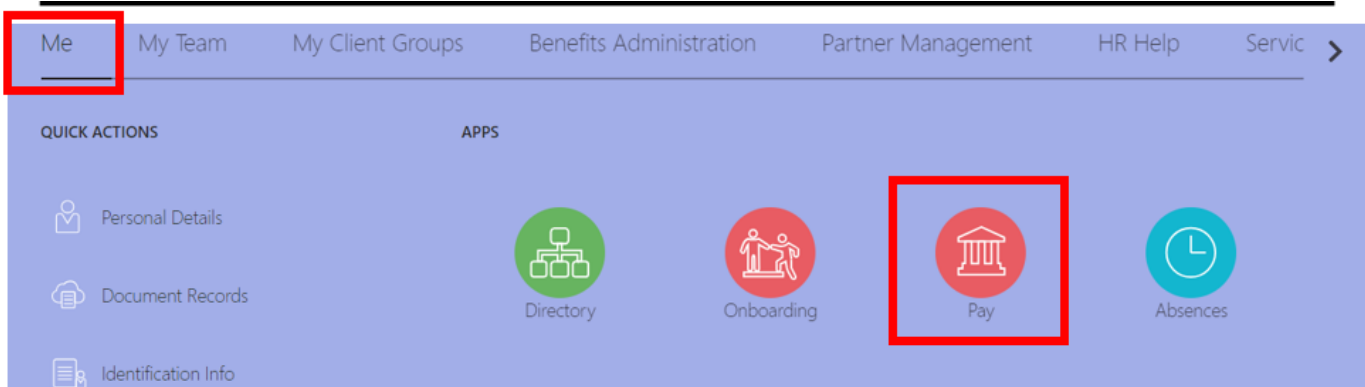 Me My Team My Client Groups Benefits Administration Partner Management HR Help Servic
QUICK ACTIONS APPS
Personal Details
Document Records
Identification Info
Directory Onboarding Pay Absences